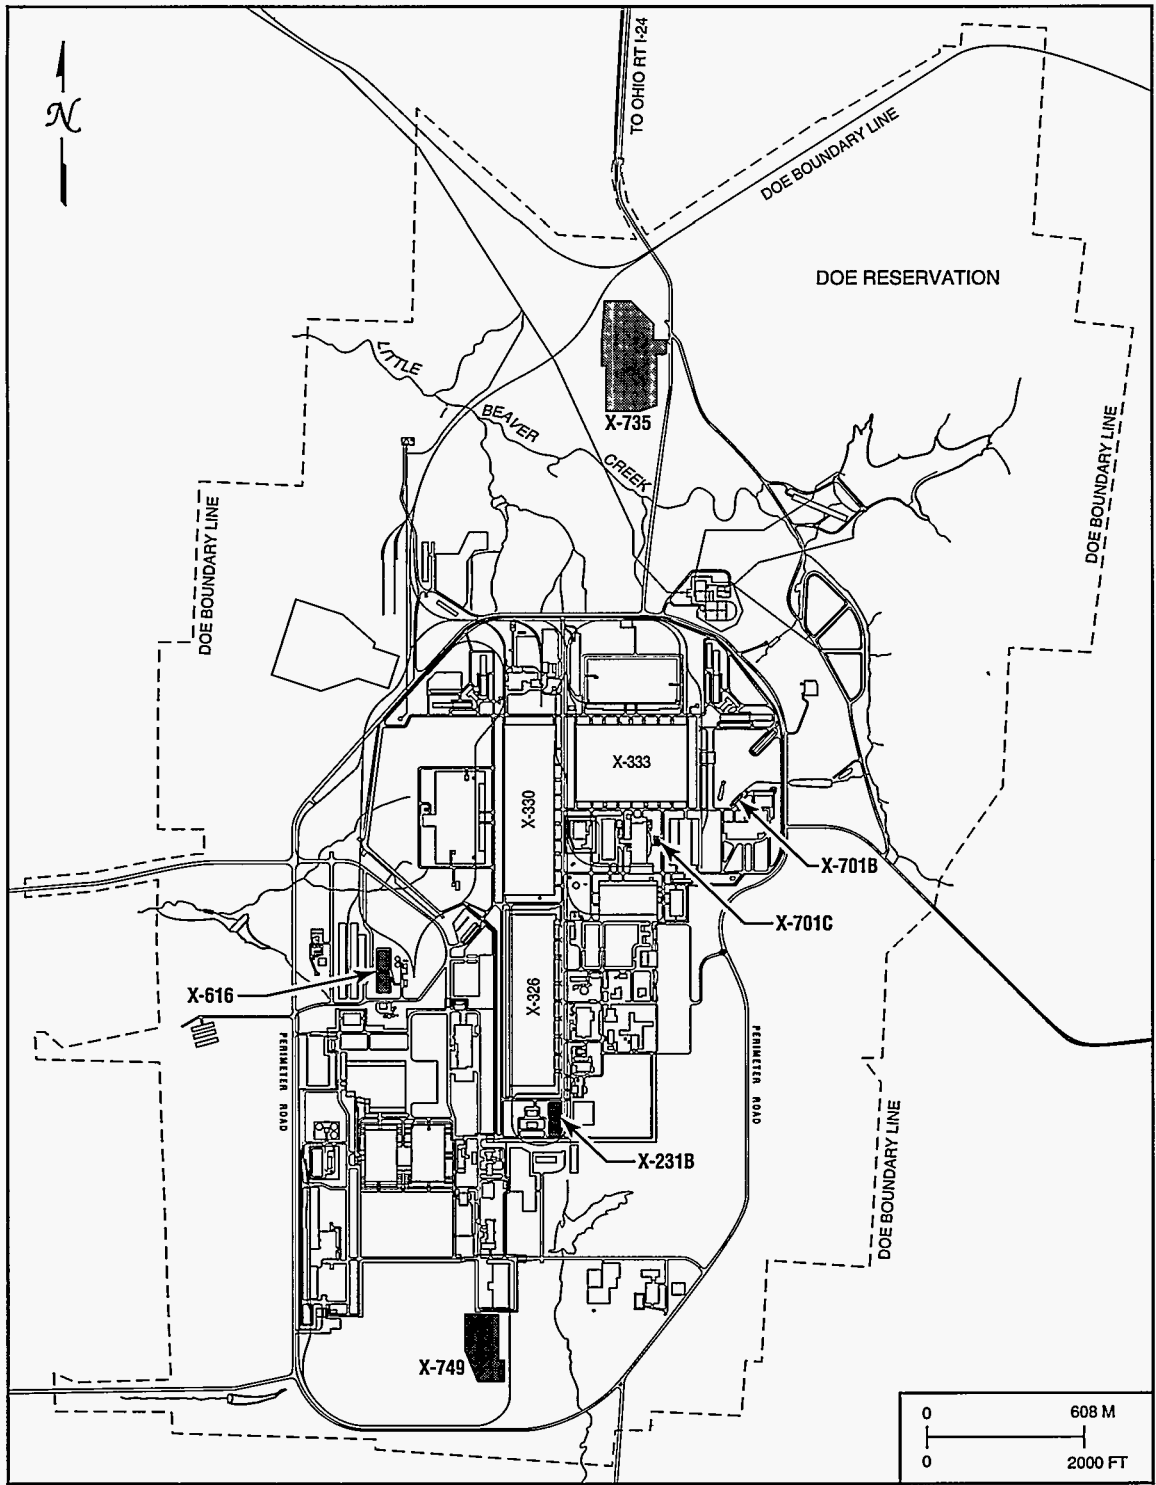 TO OHIO RT I-24
N
DOE BOUNDARY LINE
DOE RESERVATION
LITTLE
BEAVER
CREEK
X-735
DOE BOUNDARY LINE
DOE BOUNDARY LINE
X-333
X-330
X-701B
X-701C
X-326
X-616
PERIMETER ROAD
PERIMETER ROAD
DOE BOUNDARY LINE
X-231B
X-749
0
608 M
0
2000 FT